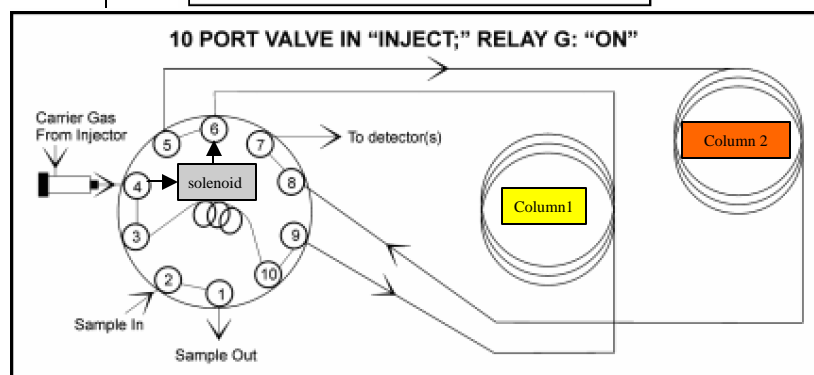 10 PORT VALVE IN “INJECT;” RELAY G: “ON”
Carrier Gas
From Injector
5
6
7
To detector(s)
Column 2
4
solenoid
8
Column1
3
9
2
1
10
Sample In
Sample Out